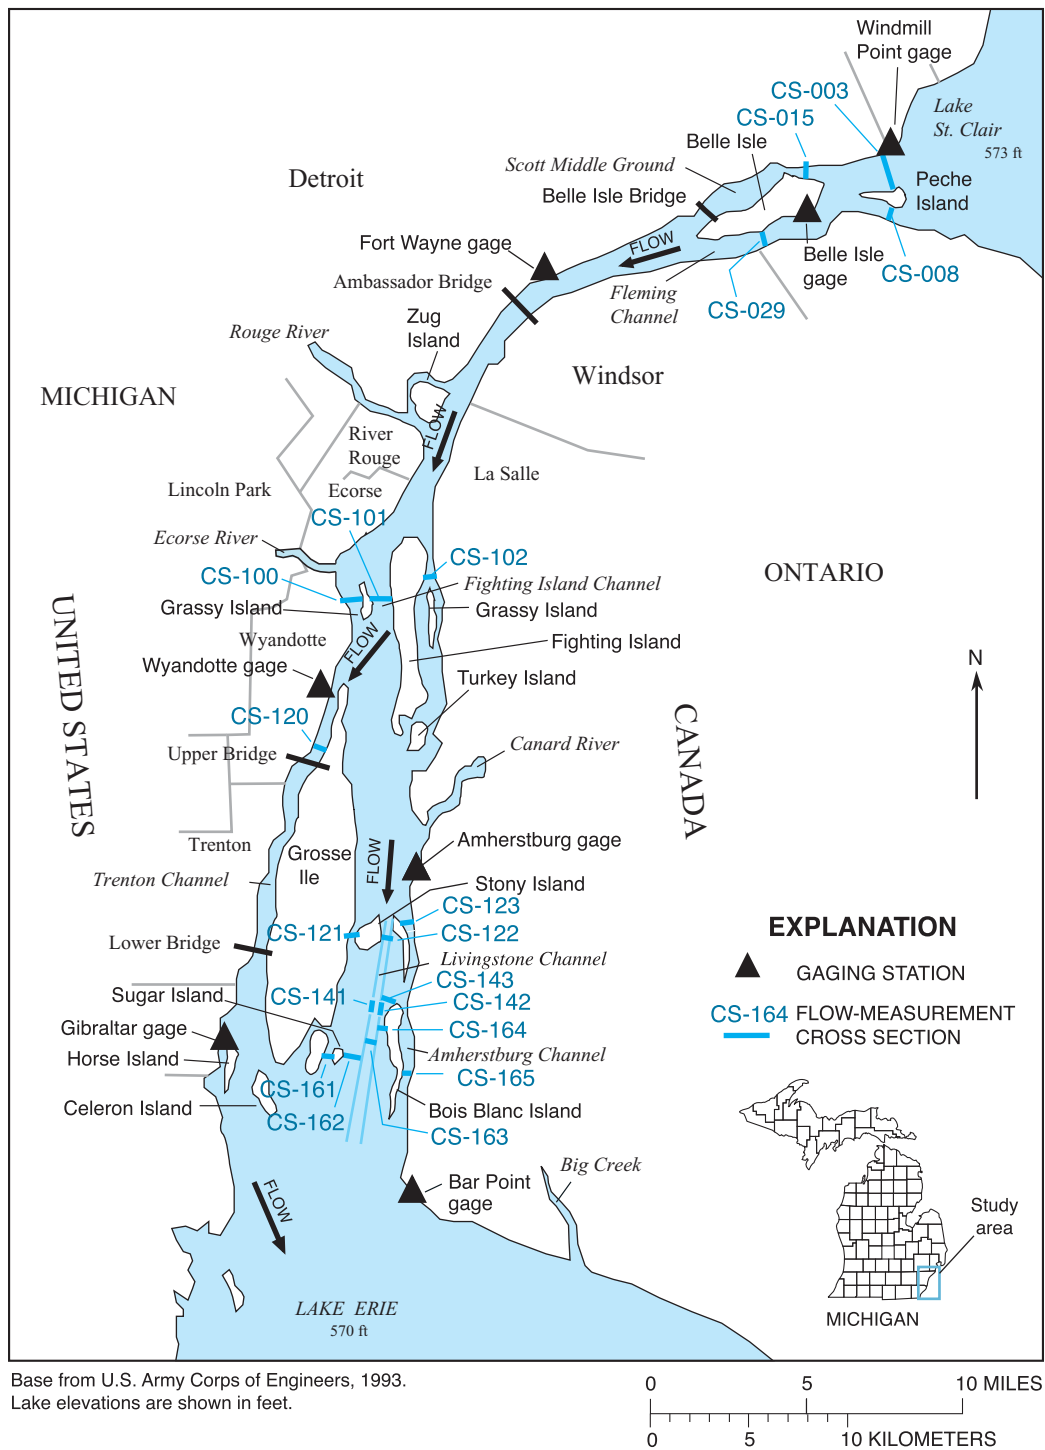 Windmill
Point gage
CS-003
CS-015
Lake
St. Clair
573 ft
Belle Isle
Scott Middle Ground
Detroit
Belle Isle Bridge
Peche
Island
FLOW
Fort Wayne gage
Belle Isle
gage
CS-008
Ambassador Bridge
Fleming
Channel
CS-029
Zug
Island
Rouge River
Windsor
MICHIGAN
FLOW
River
Rouge
La Salle
Lincoln Park
Ecorse
CS-101
Ecorse River
CS-102
CS-100
Fighting Island Channel
ONTARIO
Grassy Island
Grassy Island
UNITED STATES
Wyandotte
FLOW
Fighting Island
Wyandotte gage
Turkey Island
N
CS-120
CANADA
Canard River
Upper Bridge
Trenton
Grosse
Ile
FLOW
Amherstburg gage
Trenton Channel
Stony Island
CS-123
CS-121
CS-122
Lower Bridge
Livingstone Channel
EXPLANATION
GAGING STATION
CS-143
Sugar Island
CS-141
CS-142
CS-164
FLOW-MEASUREMENT
CROSS SECTION
Gibraltar gage
CS-164
Horse Island
Amherstburg Channel
CS-165
CS-161
Celeron Island
Bois Blanc Island
CS-162
CS-163
Big Creek
Bar Point
gage
FLOW
Study
area
LAKE ERIE
570 ft
MICHIGAN
Base from U.S. Army Corps of Engineers, 1993.
Lake elevations are shown in feet.
0 5 10 MILES
0 5 10 KILOMETERS